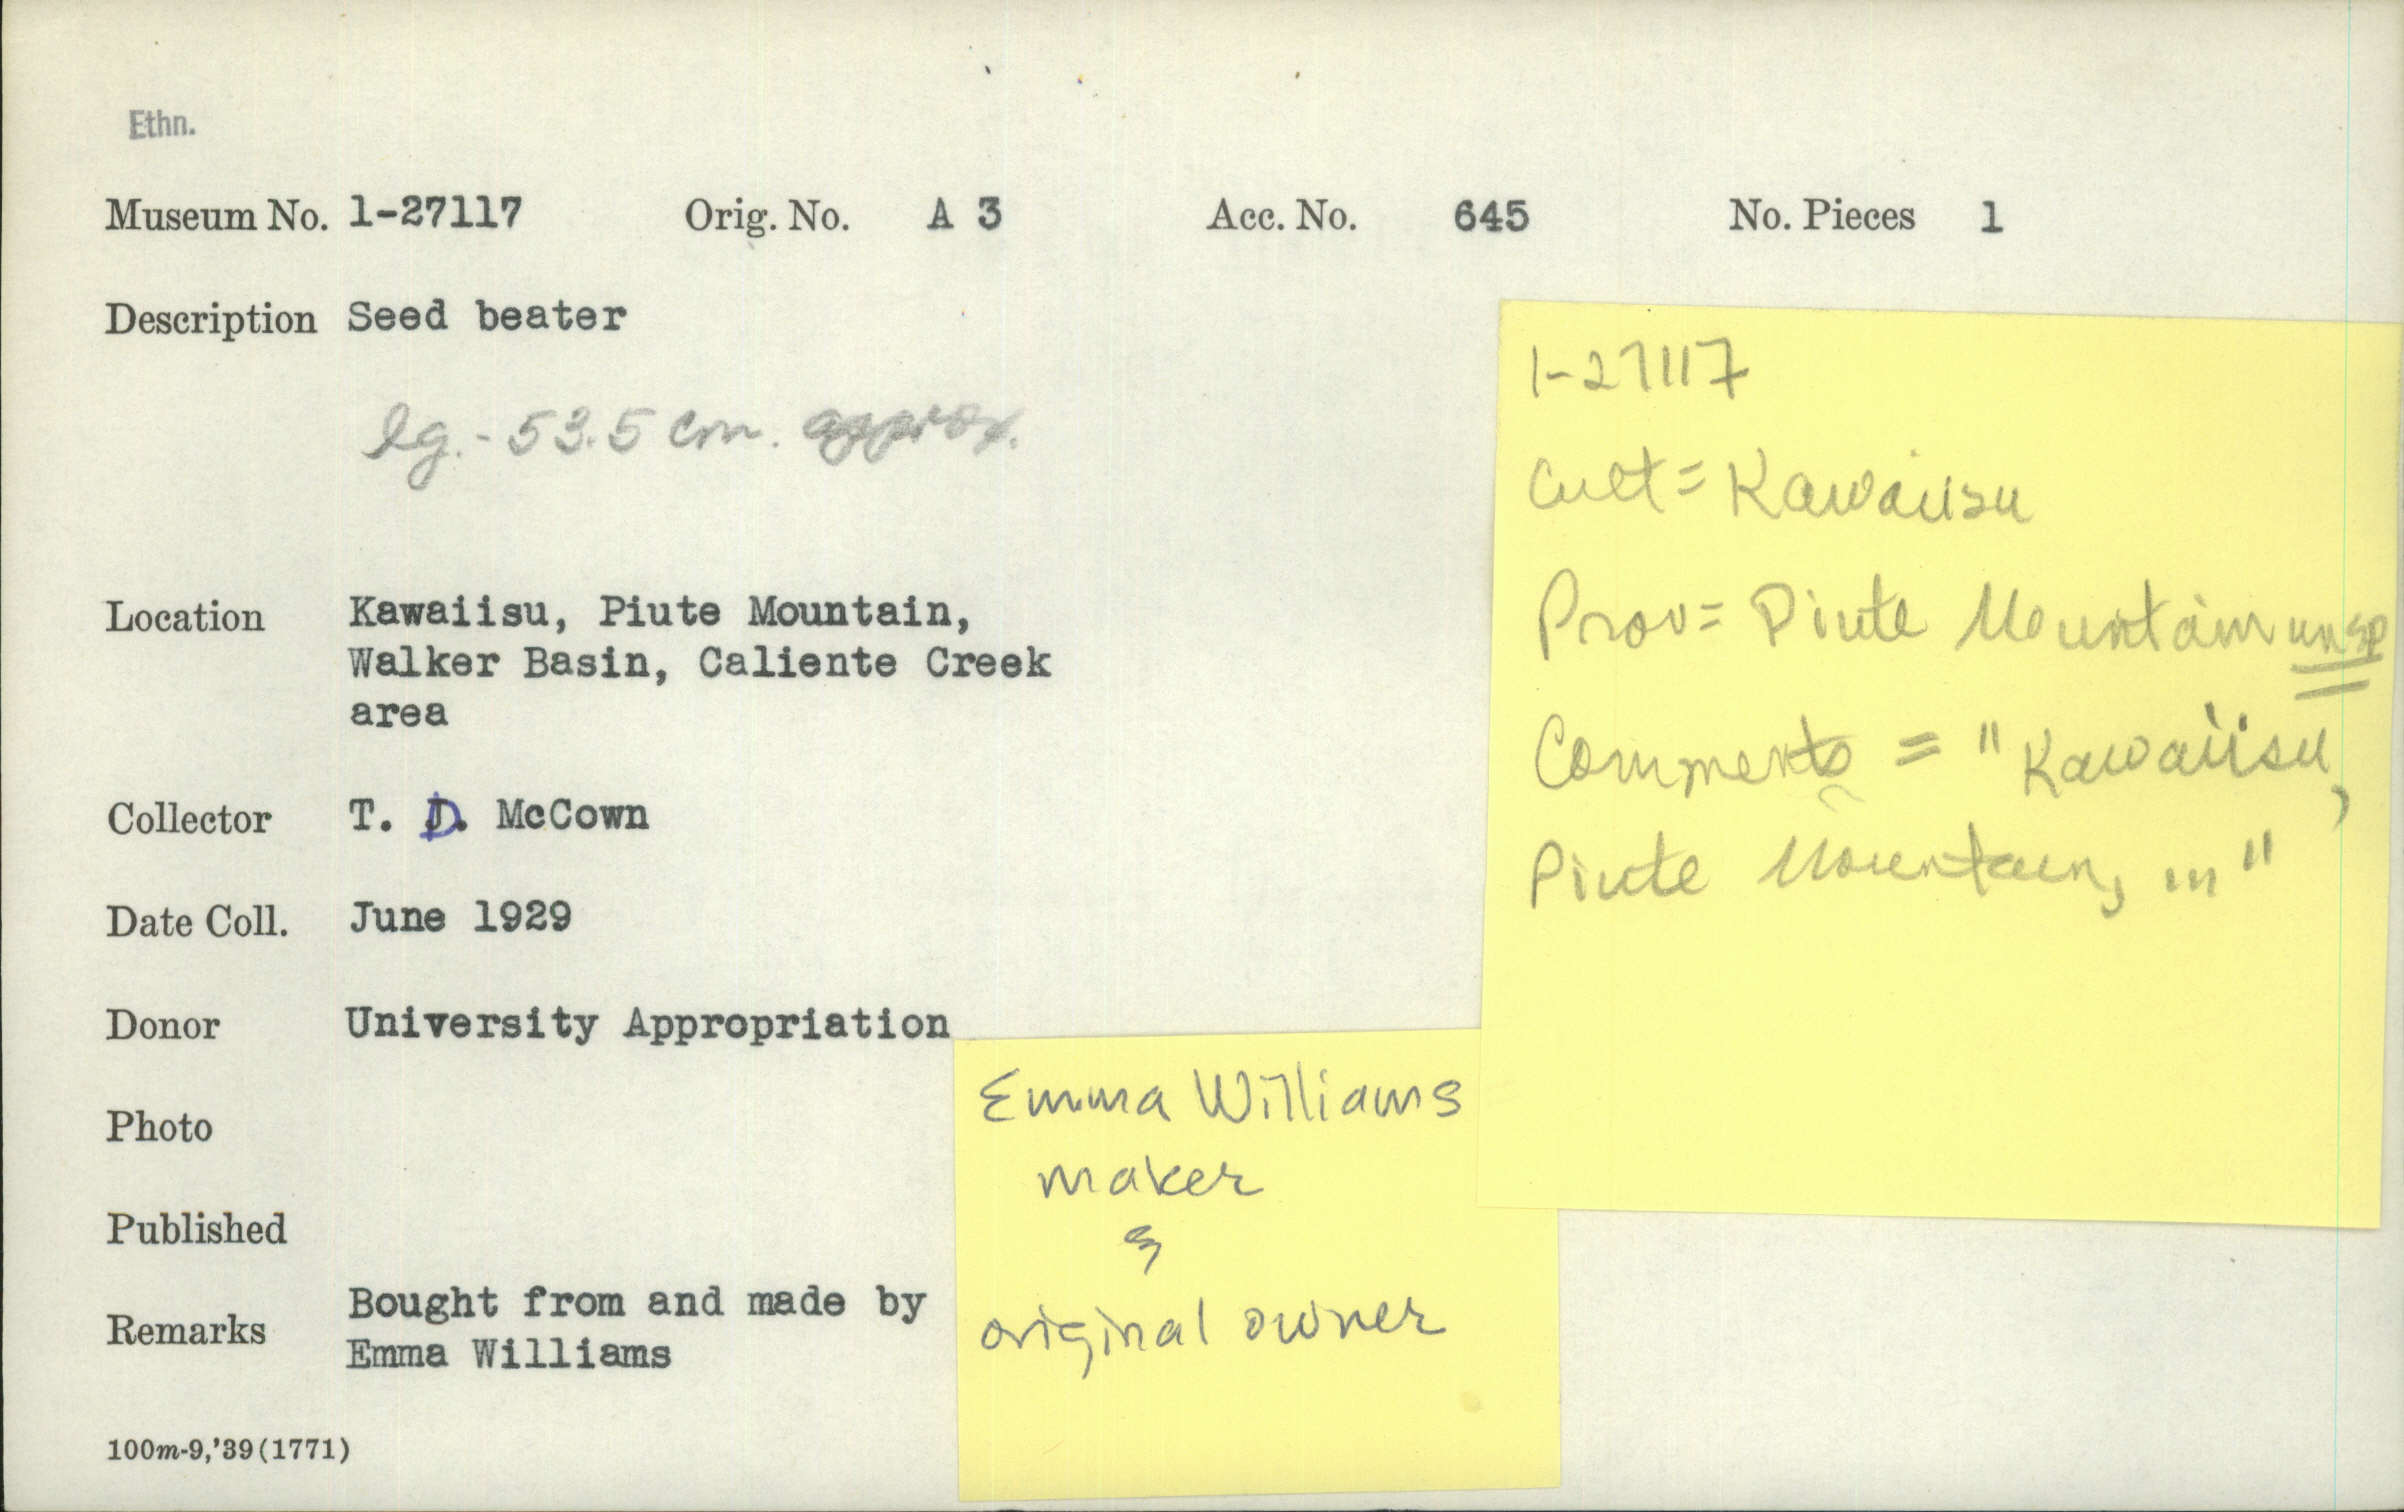 Ethn.
Museum No. 1-27117 Orig. No. A 3 Acc. No. 645 No. Pieces 1
Description Seed beater
lg. - 53.5 cm. approx.
Location Kawaiisu, Piute Mountain,
Walker Basin, Caliente Creek
area
Collector T. D. McCown
Date Coll. June 1929
Donor University Appropriation
Photo
Published
Remarks Bought from and made by
Emma Williams
100m-9,'39(1771)
1-27117
Cult = Kawaiisu
Prov = Piute Mountain unsp
Comments = "Kawaiisu,
Piute Mountain, ..."
Emma Williams
maker
&
original owner